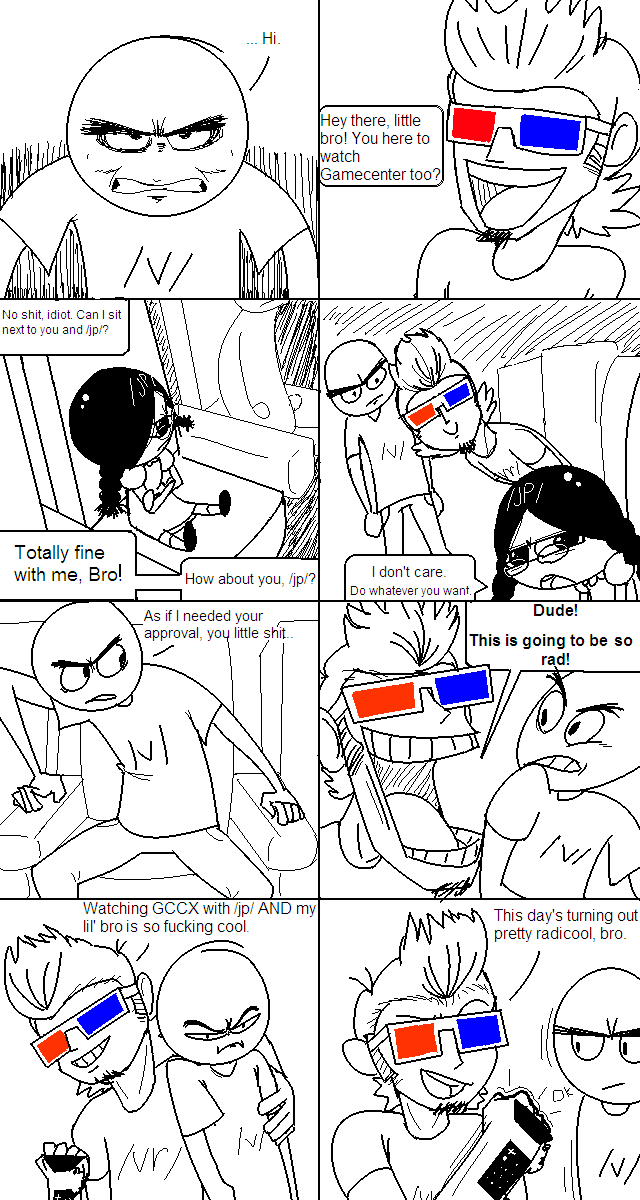 ... Hi.
/v/
Hey there, little
bro! You here to
watch
Gamecenter too?
No shit, idiot. Can I sit
next to you and /jp/?
/JP/
Totally fine
with me, Bro!
How about you, /jp/?
/v/
/vr/
/JP/
I don't care.
Do whatever you want.
As if I needed your
approval, you little shit..
/v/
Dude!
This is going to be so
rad!
/v/
Watching GCCX with /jp/ AND my
lil' bro is so fucking cool.
/vr/
/v/
This day's turning out
pretty radicool, bro.